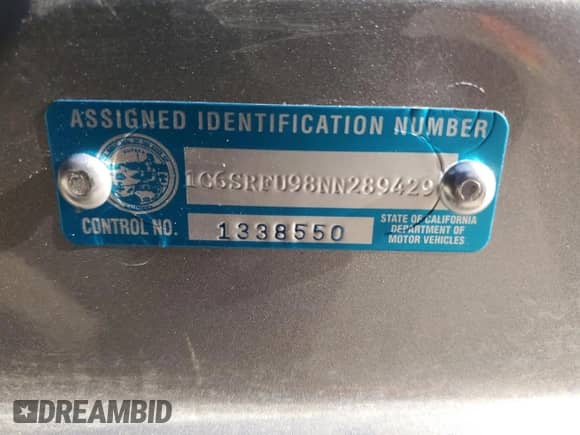 ASSIGNED IDENTIFICATION NUMBER
1C6SRFU98NN289429
CONTROL NO. 1338550
STATE OF CALIFORNIA
DEPARTMENT OF
MOTOR VEHICLES
DREAMBID